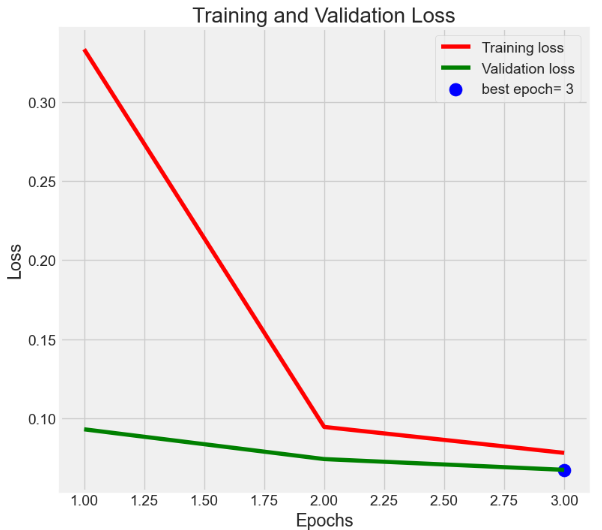 Training and Validation Loss
Training loss
Validation loss
best epoch= 3
Loss
0.30
0.25
0.20
0.15
0.10
1.00 1.25 1.50 1.75 2.00 2.25 2.50 2.75 3.00
Epochs